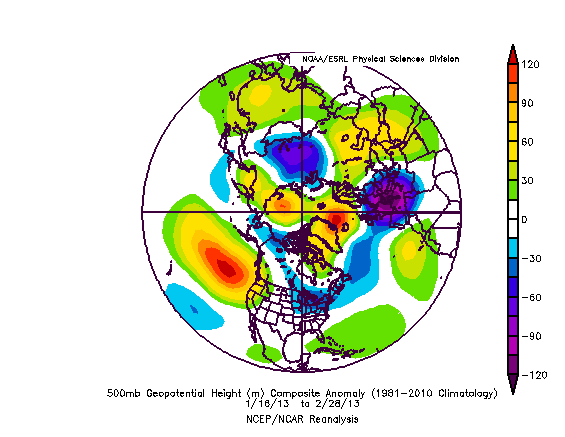 NOAA/ESRL Physical Sciences Division
120
90
60
30
0
-30
-60
-90
-120
500mb Geopotential Height (m) Composite Anomaly (1981-2010 Climatology)
1/16/13 to 2/28/13
NCEP/NCAR Reanalysis